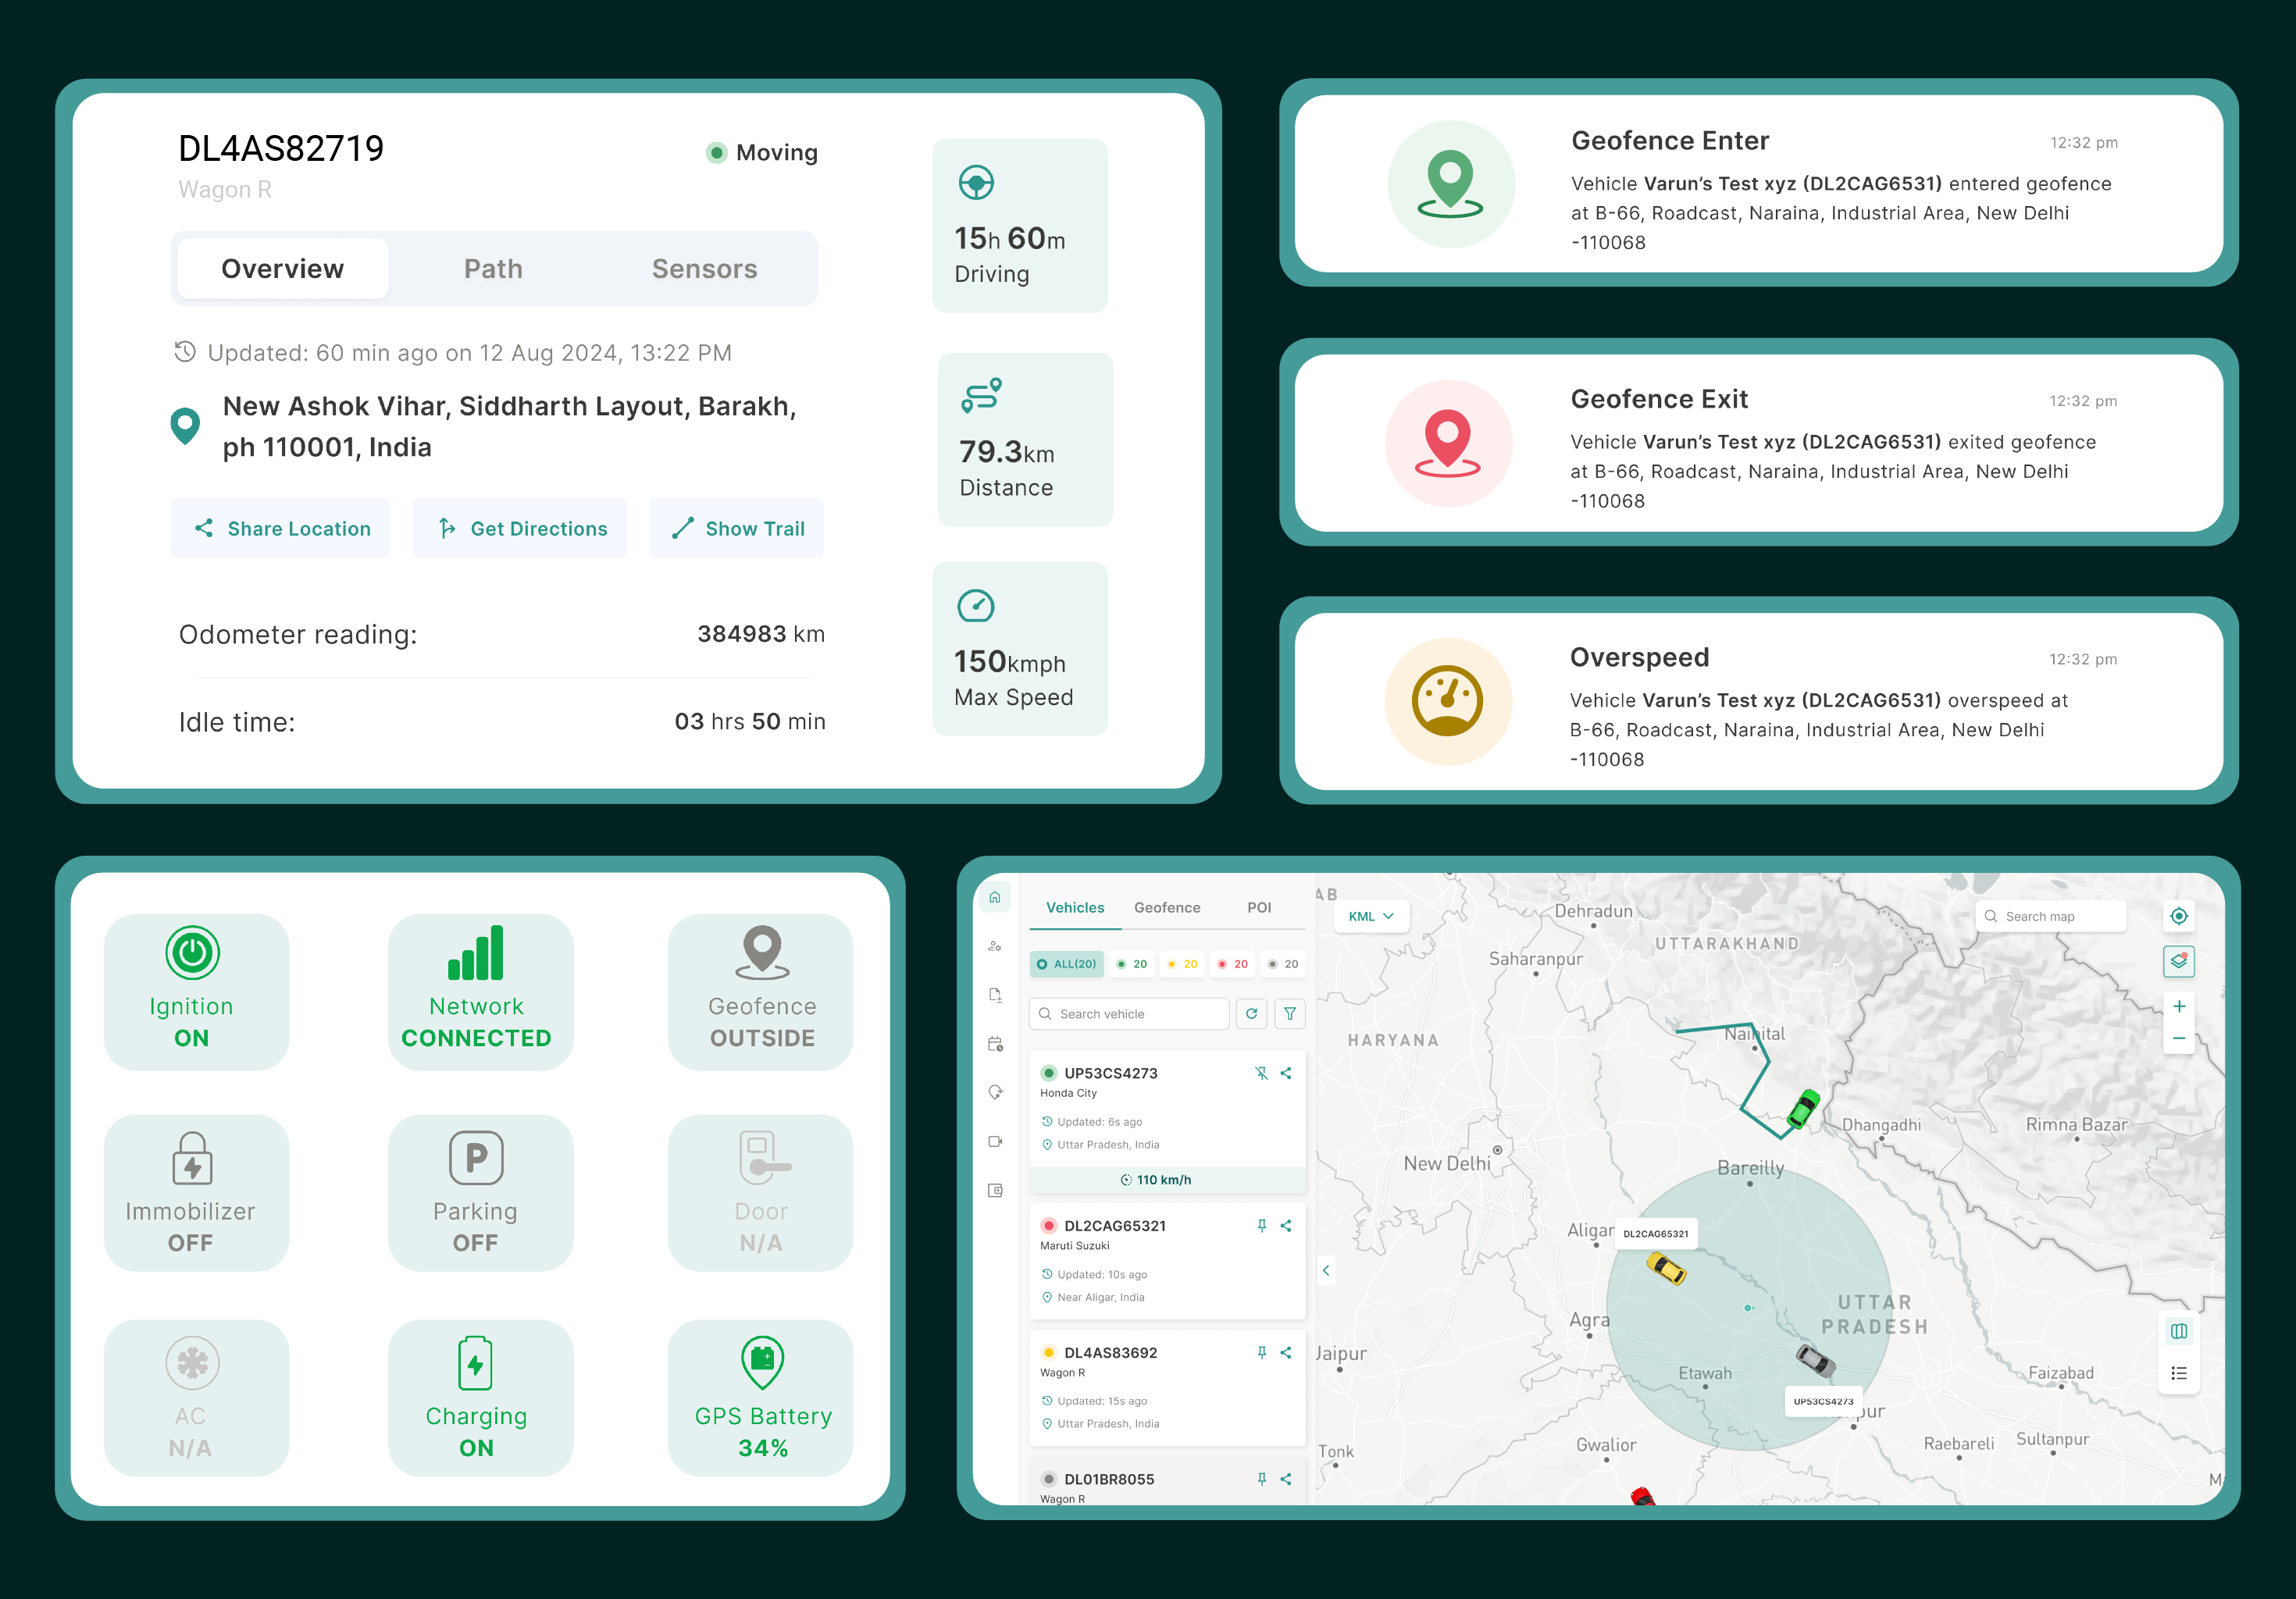 DL4AS82719
Moving
Wagon R
Overview Path Sensors
Updated: 60 min ago on 12 Aug 2024, 13:22 PM
New Ashok Vihar, Siddharth Layout, Barakh,
ph 110001, India
Share Location Get Directions Show Trail
Odometer reading: 384983 km
Idle time: 03 hrs 50 min
15h 60m
Driving
79.3km
Distance
150kmph
Max Speed
Geofence Enter 12:32 pm
Vehicle Varun’s Test xyz (DL2CAG6531) entered geofence
at B-66, Roadcast, Naraina, Industrial Area, New Delhi
-110068
Geofence Exit 12:32 pm
Vehicle Varun’s Test xyz (DL2CAG6531) exited geofence
at B-66, Roadcast, Naraina, Industrial Area, New Delhi
-110068
Overspeed 12:32 pm
Vehicle Varun’s Test xyz (DL2CAG6531) overspeed at
B-66, Roadcast, Naraina, Industrial Area, New Delhi
-110068
Ignition
ON
Network
CONNECTED
Geofence
OUTSIDE
Immobilizer
OFF
P
Parking
OFF
Door
N/A
AC
N/A
Charging
ON
GPS Battery
34%
Vehicles Geofence POI
ALL(20) 20 20 20 20
Search vehicle
UP53CS4273
Honda City
Updated: 6s ago
Uttar Pradesh, India
110 km/h
DL2CAG65321
Maruti Suzuki
Updated: 10s ago
Near Aligar, India
DL4AS83692
Wagon R
Updated: 15s ago
Uttar Pradesh, India
DL01BR8055
Wagon R
AB
KML
Search map
Dehradun
UTTARAKHAND
Saharanpur
HARYANA
Nainital
Dhangadhi
Rimna Bazar
New Delhi
Bareilly
Aligar
DL2CAG65321
UTTAR
PRADESH
Agra
Jaipur
Etawah
Faizabad
UP53CS4273
pur
Tonk
Gwalior
Raebareli
Sultanpur